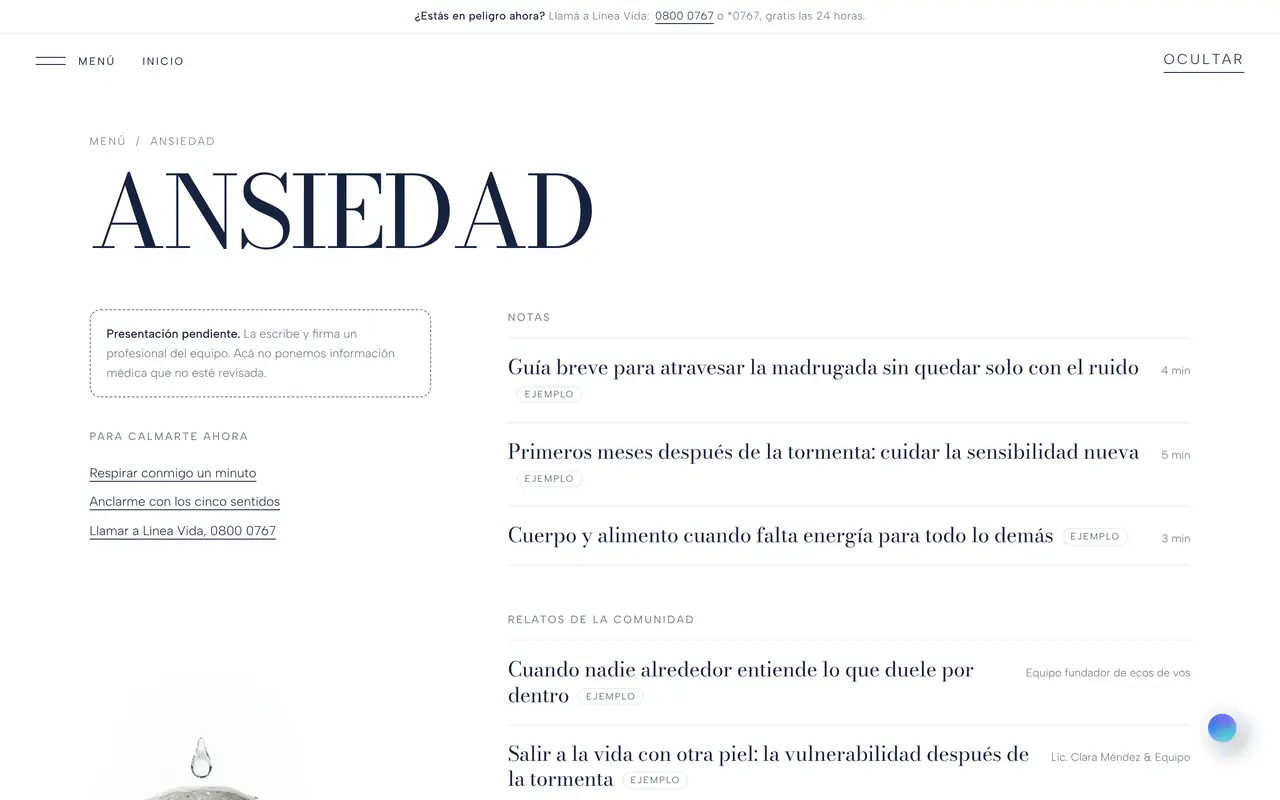 ¿Estás en peligro ahora? Llamá a Línea Vida: 0800 0767 o *0767, gratis las 24 horas.
MENÚ INICIO
OCULTAR
MENÚ / ANSIEDAD
ANSIEDAD
Presentación pendiente. La escribe y firma un
profesional del equipo. Acá no ponemos información
médica que no esté revisada.
PARA CALMARTE AHORA
Respirar conmigo un minuto
Anclarme con los cinco sentidos
Llamar a Línea Vida, 0800 0767
NOTAS
Guía breve para atravesar la madrugada sin quedar solo con el ruido 4 min
EJEMPLO
Primeros meses después de la tormenta: cuidar la sensibilidad nueva 5 min
EJEMPLO
Cuerpo y alimento cuando falta energía para todo lo demás EJEMPLO 3 min
RELATOS DE LA COMUNIDAD
Cuando nadie alrededor entiende lo que duele por Equipo fundador de ecos de vos
dentro EJEMPLO
Salir a la vida con otra piel: la vulnerabilidad después de Lic. Clara Méndez & Equipo
la tormenta EJEMPLO